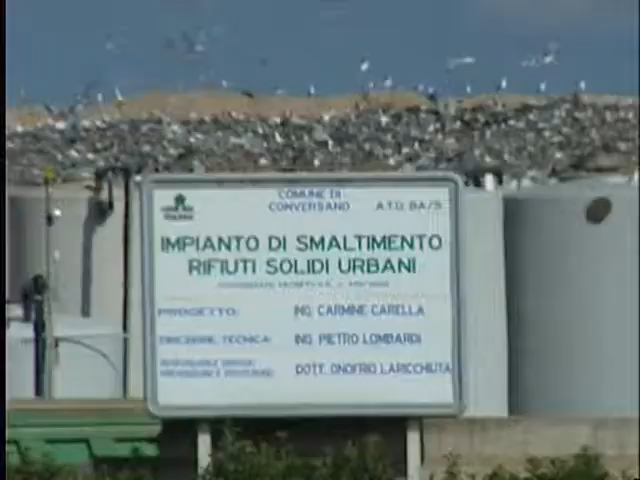 COMUNE DI
CONVERSANO A.T.O. BA/5
IMPIANTO DI SMALTIMENTO
RIFIUTI SOLIDI URBANI
PROGETTO: ING. CARMINE CARELLA
DIREZIONE TECNICA: ING. PIETRO LOMBARDI
DOTT. ONOFRIO LARICCHIUTA